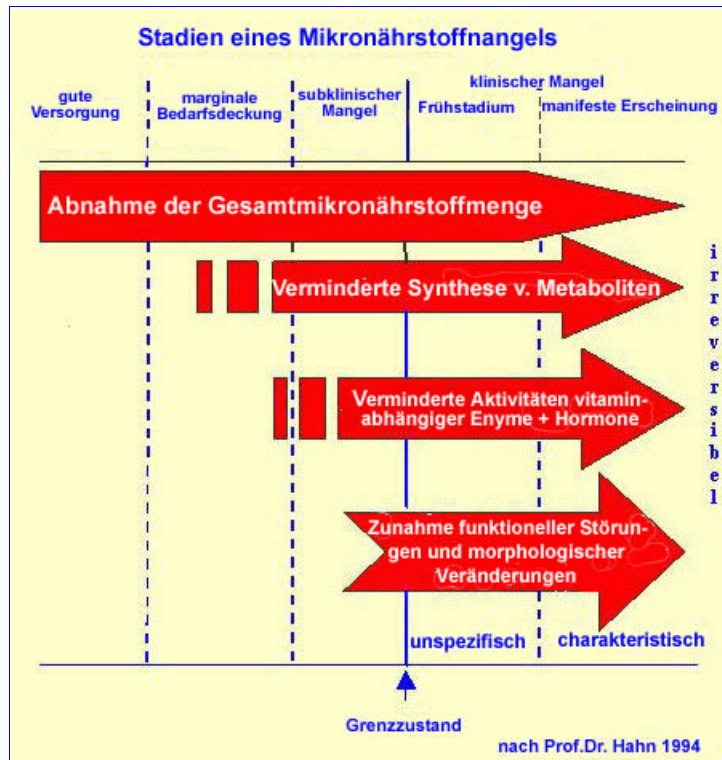 Stadien eines Mikronährstoffnangels
klinischer Mangel
gute
Versorgung
marginale
Bedarfsdeckung
subklinischer
Mangel
Frühstadium
manifeste Erscheinung
Abnahme der Gesamtmikronährstoffmenge
Verminderte Synthese v. Metaboliten
Verminderte Aktivitäten vitamin-
abhängiger Enyme + Hormone
Zunahme funktioneller Störun-
gen und morphologischer
Veränderungen
irreversibel
unspezifisch
charakteristisch
Grenzzustand
nach Prof.Dr. Hahn 1994